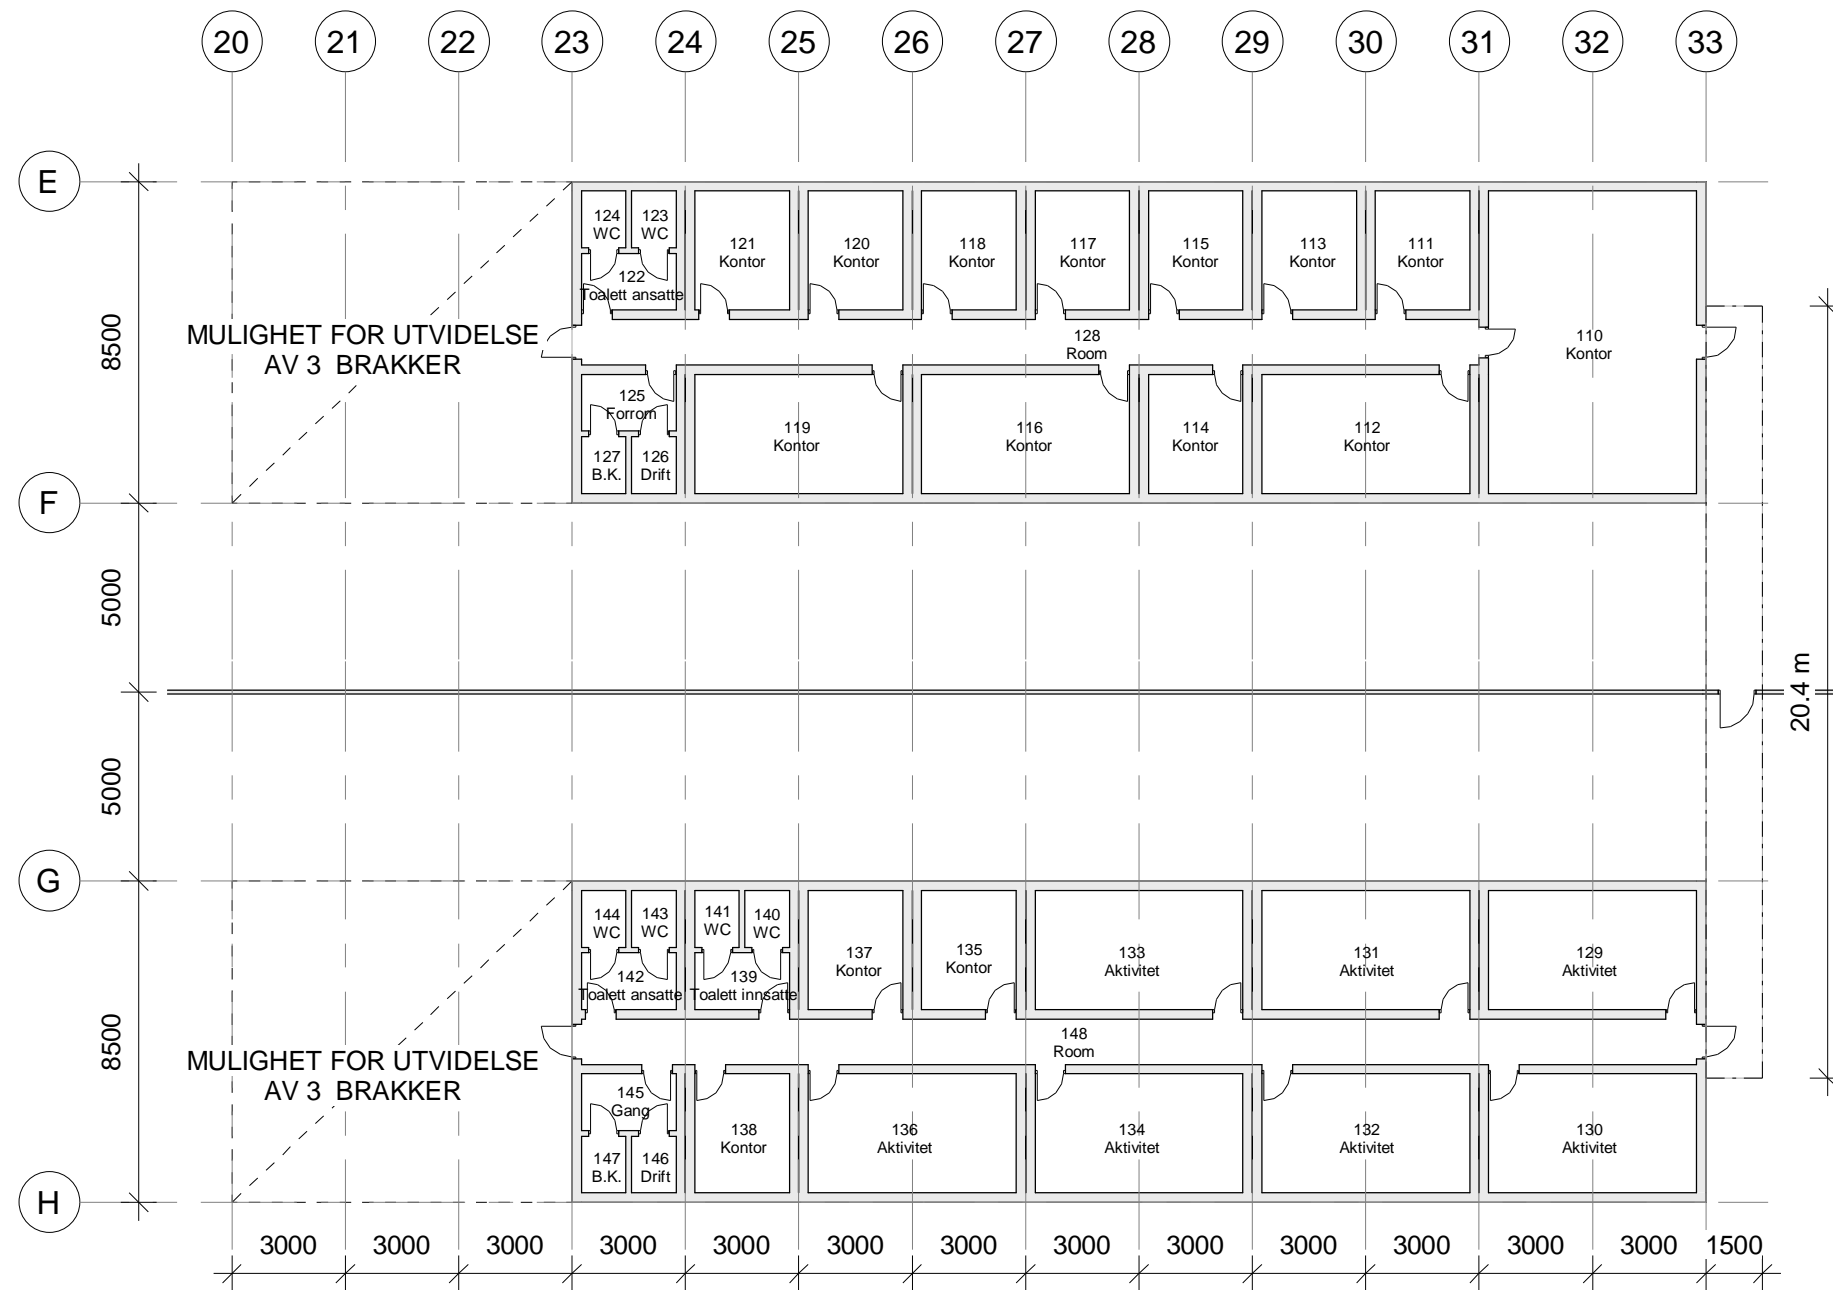 20 21 22 23 24 25 26 27 28 29 30 31 32 33
E
124
WC
123
WC
121
Kontor
120
Kontor
118
Kontor
117
Kontor
115
Kontor
113
Kontor
111
Kontor
122
Toalett ansatte
8500
MULIGHET FOR UTVIDELSE
AV 3 BRAKKER
128
Room
110
Kontor
125
Forrom
127
B.K.
126
Drift
119
Kontor
116
Kontor
114
Kontor
112
Kontor
F
5000
20.4 m
5000
G
144
WC
143
WC
141
WC
140
WC
137
Kontor
135
Kontor
133
Aktivitet
131
Aktivitet
129
Aktivitet
142
Toalett ansatte
139
Toalett innsatte
8500
MULIGHET FOR UTVIDELSE
AV 3 BRAKKER
148
Room
145
Gang
147
B.K.
146
Drift
138
Kontor
136
Aktivitet
134
Aktivitet
132
Aktivitet
130
Aktivitet
H
3000 3000 3000 3000 3000 3000 3000 3000 3000 3000 3000 3000 3000 1500